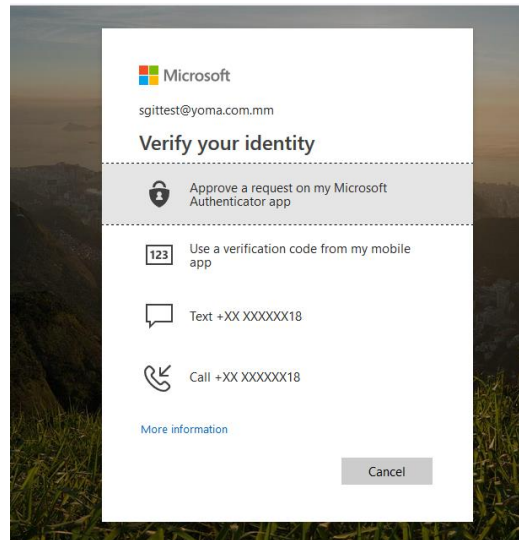 Microsoft
sgittest@yoma.com.mm
Verify your identity
Approve a request on my Microsoft
Authenticator app
123
Use a verification code from my mobile
app
Text +XX XXXXXX18
Call +XX XXXXXX18
More information
Cancel